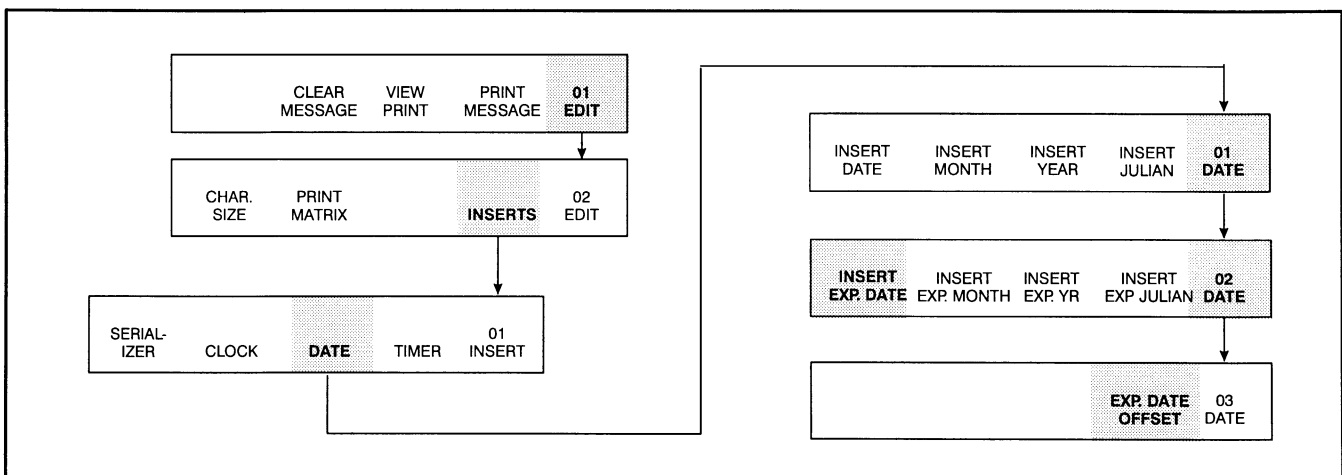 CLEAR VIEW PRINT 01
MESSAGE PRINT MESSAGE EDIT
CHAR. PRINT 02
SIZE MATRIX INSERTS EDIT
SERIAL- 01
IZER CLOCK DATE TIMER INSERT
INSERT INSERT INSERT INSERT 01
DATE MONTH YEAR JULIAN DATE
INSERT INSERT INSERT INSERT 02
EXP. DATE EXP. MONTH EXP. YR EXP JULIAN DATE
EXP. DATE 03
OFFSET DATE